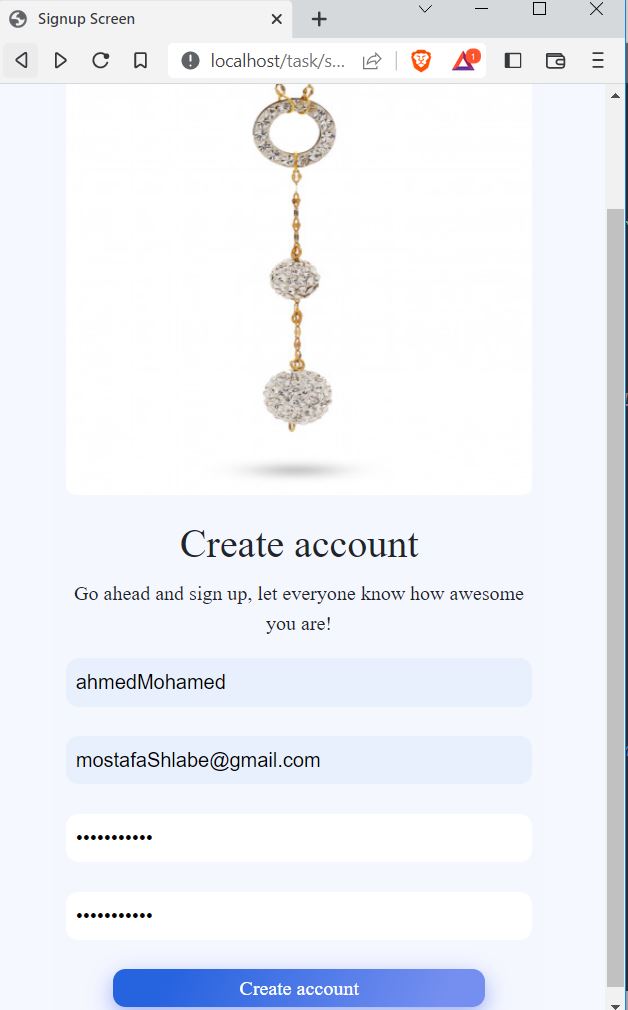 Signup Screen
localhost/task/s...
1
Create account
Go ahead and sign up, let everyone know how awesome
you are!
ahmedMohamed
mostafaShlabe@gmail.com
•••••••••••
•••••••••••
Create account